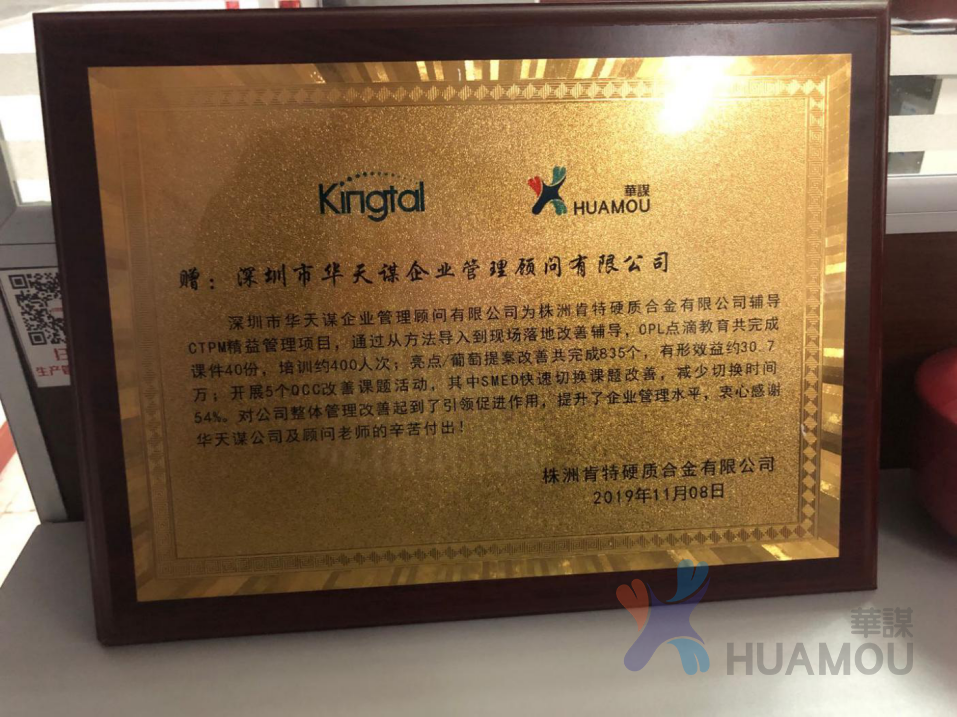 Kingtal
華謀
HUAMOU
赠：深圳市华天谋企业管理顾问有限公司
深圳市华天谋企业管理顾问有限公司为株洲肯特硬质合金有限公司辅导
CTPM精益管理项目，通过从方法导入到现场落地改善辅导，OPL点滴教育共完成
课件40份，培训约400人次；亮点/葡萄提案改善共完成835个，有形效益约30.7
万；开展5个QCC改善课题活动，其中SMED快速切换课题改善，减少切换时间
54%。对公司整体管理改善起到了引领促进作用，提升了企业管理水平，衷心感谢
华天谋公司及顾问老师的辛苦付出！
株洲肯特硬质合金有限公司
2019年11月08日
生产
華謀
HUAMOU